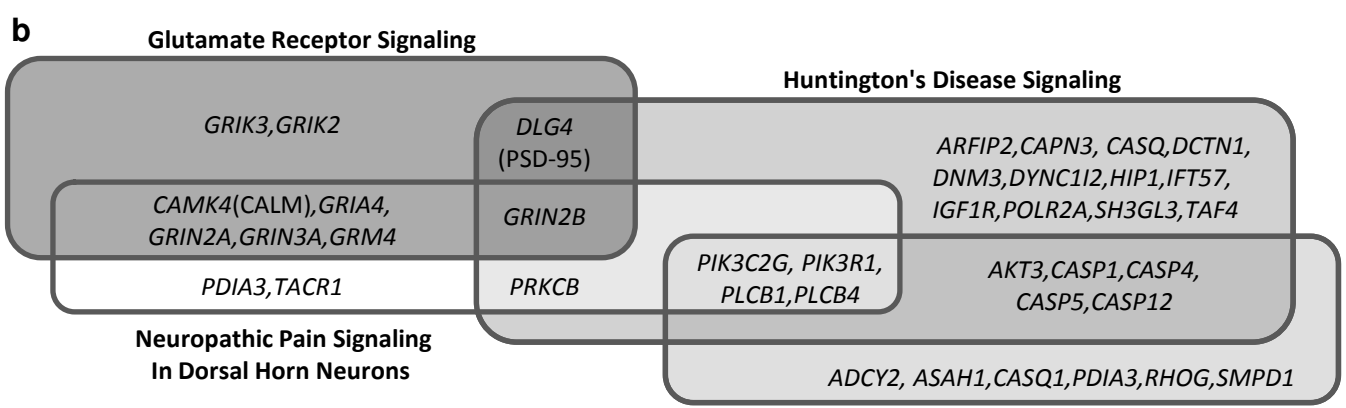 b
Glutamate Receptor Signaling
Huntington's Disease Signaling
GRIK3,GRIK2
DLG4
(PSD-95)
ARFIP2,CAPN3, CASQ,DCTN1,
DNM3,DYNC1I2,HIP1,IFT57,
IGF1R,POLR2A,SH3GL3,TAF4
CAMK4(CALM),GRIA4,
GRIN2A,GRIN3A,GRM4
GRIN2B
PIK3C2G, PIK3R1,
PLCB1,PLCB4
AKT3,CASP1,CASP4,
CASP5,CASP12
PDIA3,TACR1
PRKCB
Neuropathic Pain Signaling
In Dorsal Horn Neurons
ADCY2, ASAH1,CASQ1,PDIA3,RHOG,SMPD1